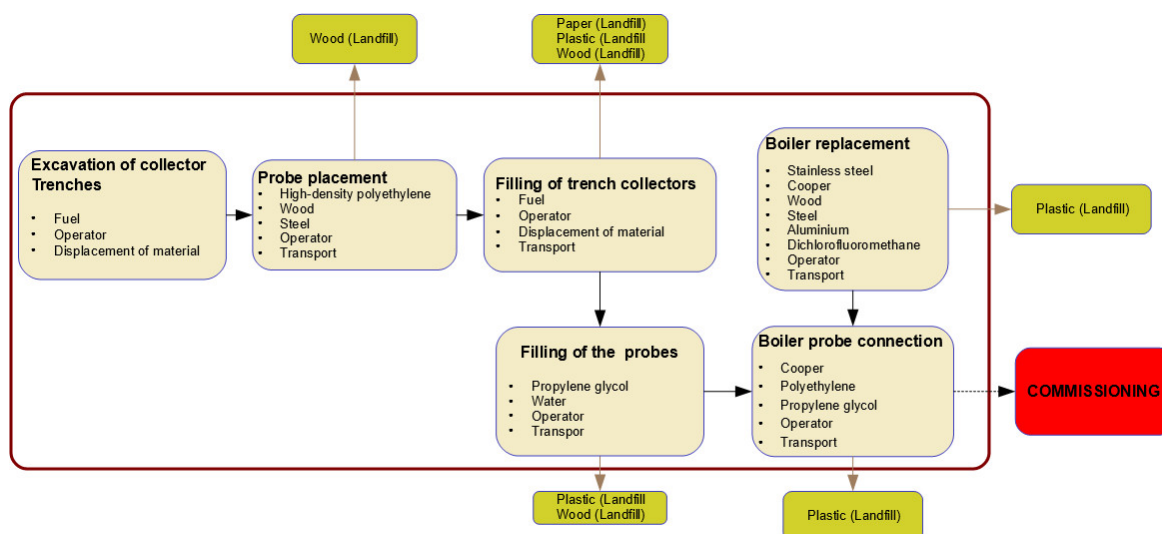 Wood (Landfill)
Paper (Landfill)
Plastic (Landfill
Wood (Landfill)
Excavation of collector
Trenches
• Fuel
• Operator
• Displacement of material
Probe placement
• High-density polyethylene
• Wood
• Steel
• Operator
• Transport
Filling of trench collectors
• Fuel
• Operator
• Displacement of material
• Transport
Boiler replacement
• Stainless steel
• Cooper
• Wood
• Steel
• Aluminium
• Dichlorofluoromethane
• Operator
• Transport
Plastic (Landfill)
Filling of the probes
• Propylene glycol
• Water
• Operator
• Transpor
Boiler probe connection
• Cooper
• Polyethylene
• Propylene glycol
• Operator
• Transport
COMMISSIONING
Plastic (Landfill
Wood (Landfill)
Plastic (Landfill)